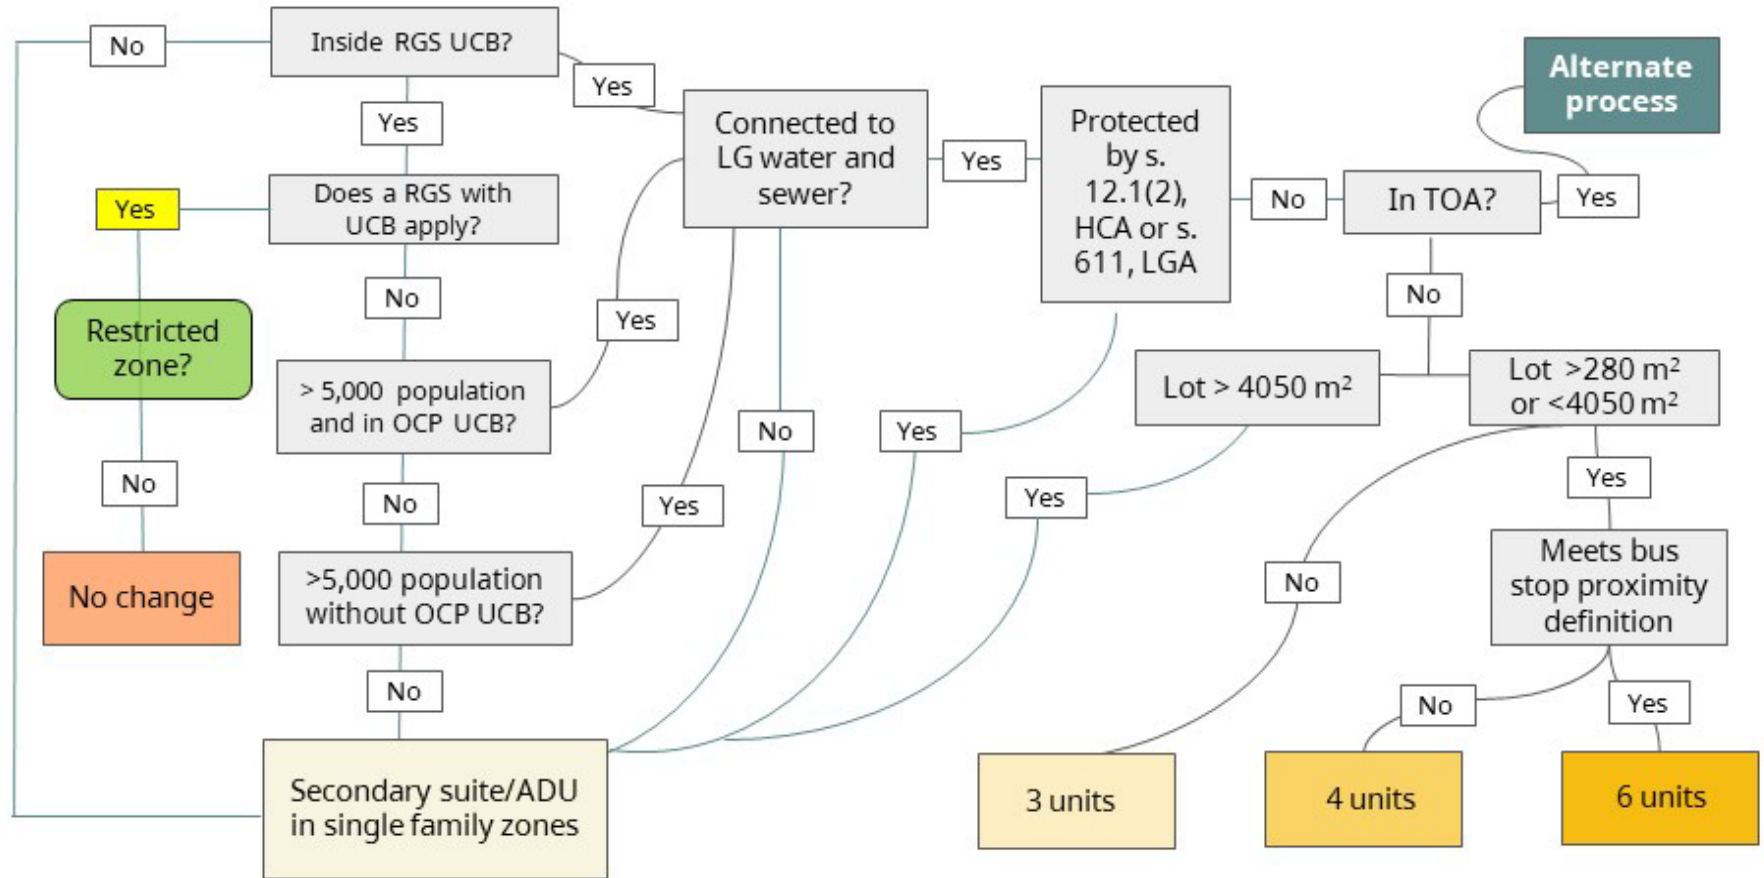 No
Inside RGS UCB?
Yes
Alternate
process
Yes
Connected to
LG water and
sewer?
Yes
Protected
by s.
12.1(2),
HCA or s.
611, LGA
No
In TOA?
Yes
Yes
Does a RGS with
UCB apply?
No
Restricted
zone?
Yes
No
> 5,000 population
and in OCP UCB?
Lot > 4050 m²
Lot >280 m²
or <4050 m²
No
Yes
No
No
Yes
Yes
Yes
No change
>5,000 population
without OCP UCB?
No
Meets bus
stop proximity
definition
No
No
Yes
Secondary suite/ADU
in single family zones
3 units
4 units
6 units